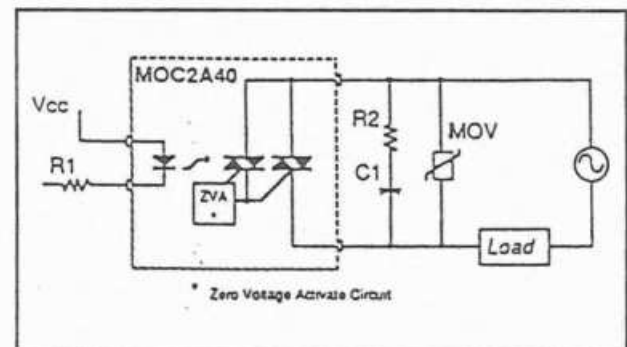 MOC2A40
Vcc
R1
ZVA
*
R2
C1
MOV
Load
* Zero Voltage Activate Circuit